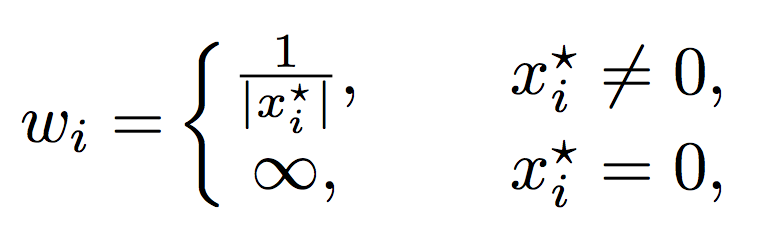 w_i = { 1/|x_i^⋆|, x_i^⋆ ≠ 0,
∞, x_i^⋆ = 0,